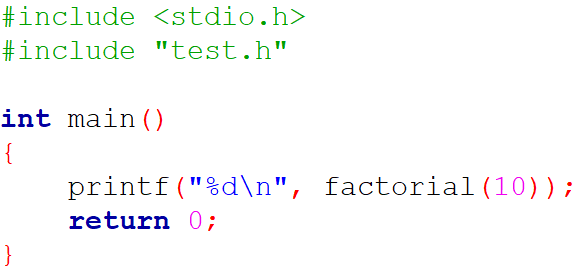 #include <stdio.h>
#include "test.h"

int main()
{
    printf("%d\n", factorial(10));
    return 0;
}